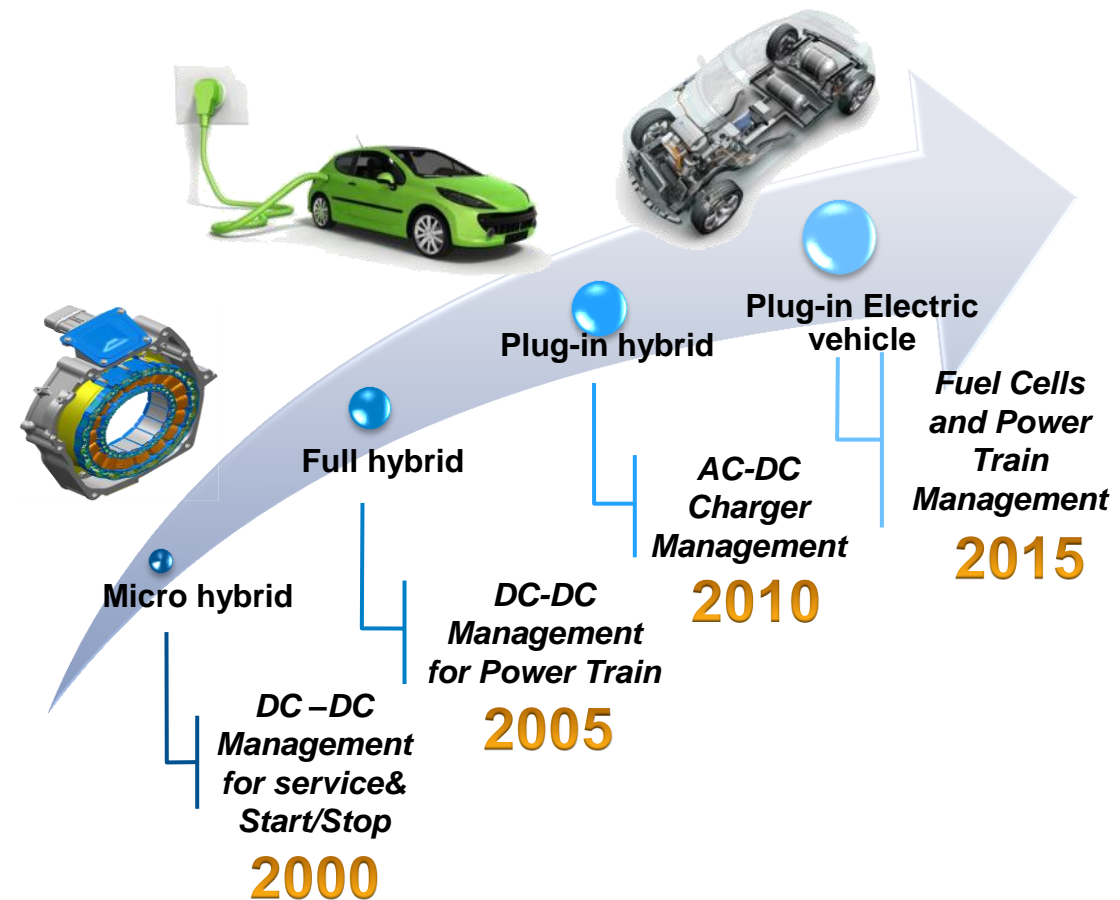 Micro hybrid
DC –DC
Management
for service&
Start/Stop
2000
Full hybrid
DC-DC
Management
for Power Train
2005
Plug-in hybrid
AC-DC
Charger
Management
2010
Plug-in Electric
vehicle
Fuel Cells
and Power
Train
Management
2015